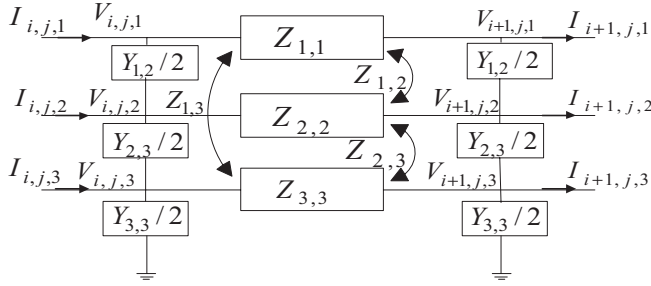 I i,j,1 V i,j,1 Z 1,1 V i+1,j,1 I i+1,j,1
Y 1,2 / 2 Z 1,2 Y 1,2 / 2
I i,j,2 V i,j,2 Z 1,3 Z 2,2 V i+1,j,2 I i+1,j,2
Y 2,3 / 2 Z 2,3 Y 2,3 / 2
I i,j,3 V i,j,3 Z 3,3 V i+1,j,3 I i+1,j,3
Y 3,3 / 2 Y 3,3 / 2